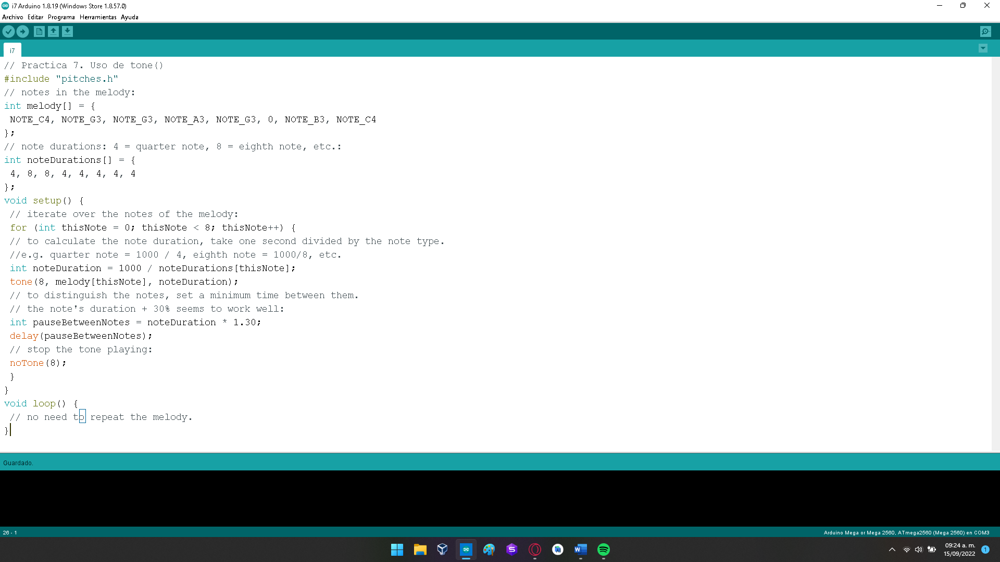 i7 Arduino 1.8.19 (Windows Store 1.8.57.0)
Archivo Editar Programa Herramientas Ayuda
i7
// Practica 7. Uso de tone()
#include "pitches.h"
// notes in the melody:
int melody[] = {
NOTE_C4, NOTE_G3, NOTE_G3, NOTE_A3, NOTE_G3, 0, NOTE_B3, NOTE_C4
};
// note durations: 4 = quarter note, 8 = eighth note, etc.:
int noteDurations[] = {
4, 8, 8, 4, 4, 4, 4, 4
};
void setup() {
// iterate over the notes of the melody:
for (int thisNote = 0; thisNote < 8; thisNote++) {
// to calculate the note duration, take one second divided by the note type.
//e.g. quarter note = 1000 / 4, eighth note = 1000/8, etc.
int noteDuration = 1000 / noteDurations[thisNote];
tone(8, melody[thisNote], noteDuration);
// to distinguish the notes, set a minimum time between them.
// the note's duration + 30% seems to work well:
int pauseBetweenNotes = noteDuration * 1.30;
delay(pauseBetweenNotes);
// stop the tone playing:
noTone(8);
}
}
void loop() {
// no need to repeat the melody.
}
Guardado.
26 - 1
Arduino Mega or Mega 2560, ATmega2560 (Mega 2560) en COM3
09:24 a. m.
15/09/2022
1